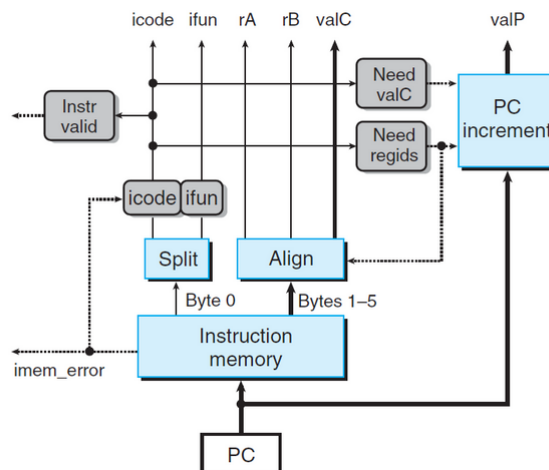 icode ifun rA rB valC valP
Need
valC
PC
increment
Instr
valid
Need
regids
icode ifun
Split
Align
Byte 0
Bytes 1–5
Instruction
memory
imem_error
PC